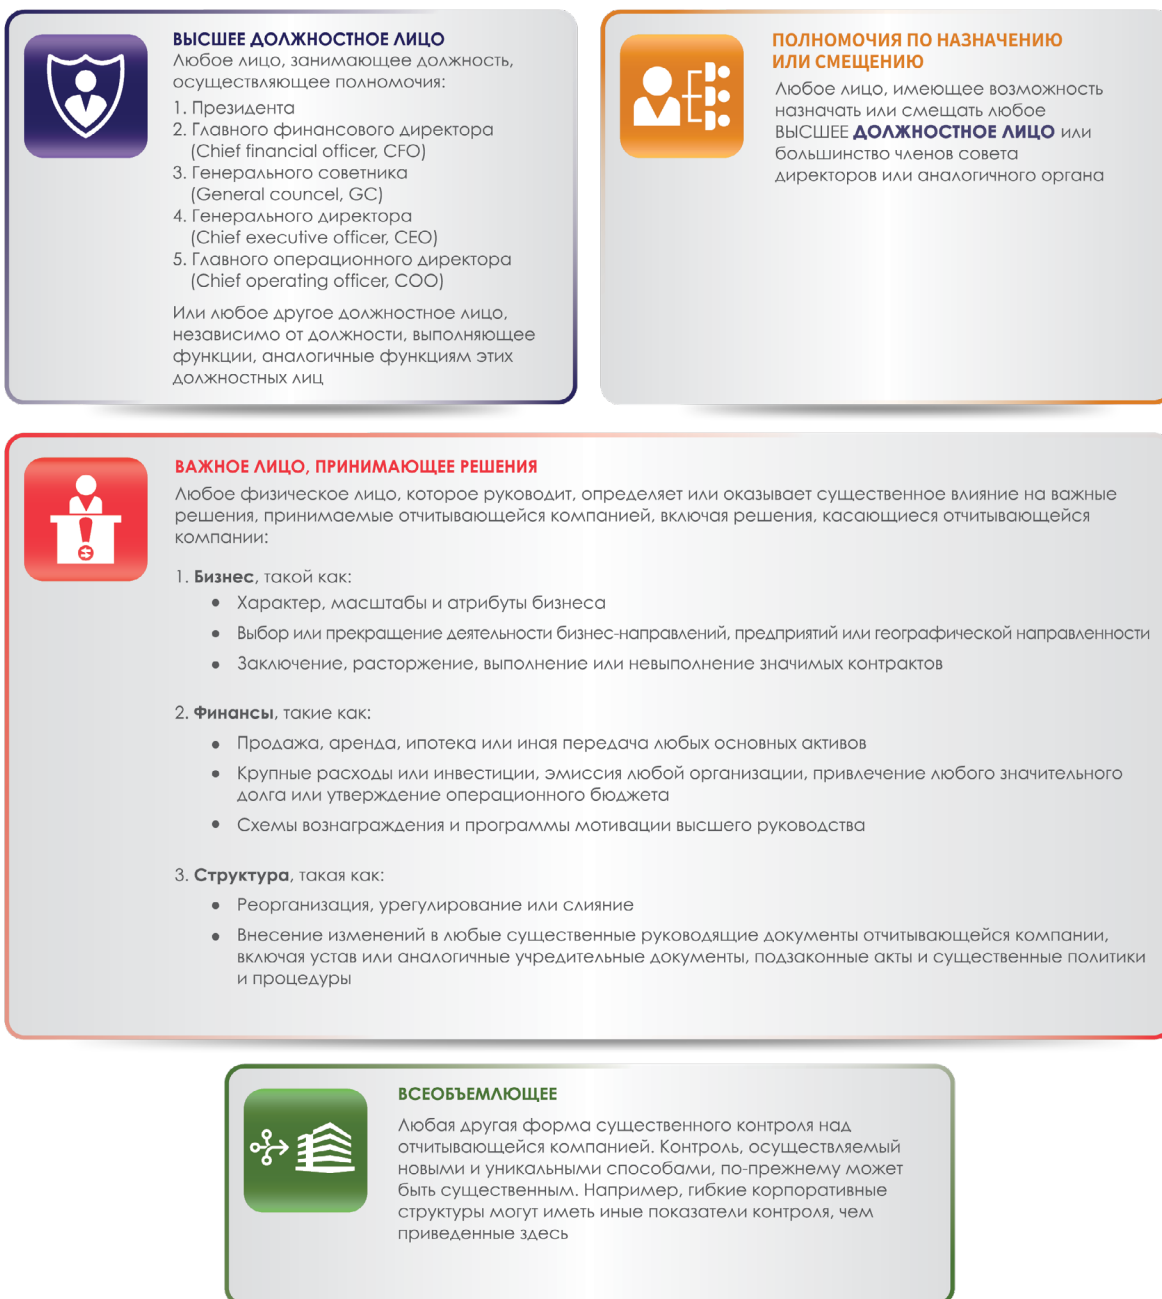 ВЫСШЕЕ ДОЛЖНОСТНОЕ ЛИЦО
Любое лицо, занимающее должность,
осуществляющее полномочия:
1. Президента
2. Главного финансового директора
(Chief financial officer, CFO)
3. Генерального советника
(General councel, GC)
4. Генерального директора
(Chief executive officer, CEO)
5. Главного операционного директора
(Chief operating officer, COO)
Или любое другое должностное лицо,
независимо от должности, выполняющее
функции, аналогичные функциям этих
должностных лиц
ПОЛНОМОЧИЯ ПО НАЗНАЧЕНИЮ
ИЛИ СМЕЩЕНИЮ
Любое лицо, имеющее возможность
назначать или смещать любое
ВЫСШЕЕ ДОЛЖНОСТНОЕ ЛИЦО или
большинство членов совета
директоров или аналогичного органа
ВАЖНОЕ ЛИЦО, ПРИНИМАЮЩЕЕ РЕШЕНИЯ
Любое физическое лицо, которое руководит, определяет или оказывает существенное влияние на важные
решения, принимаемые отчитывающейся компанией, включая решения, касающиеся отчитывающейся
компании:
1. Бизнес, такой как:
• Характер, масштабы и атрибуты бизнеса
• Выбор или прекращение деятельности бизнес-направлений, предприятий или географической направленности
• Заключение, расторжение, выполнение или невыполнение значимых контрактов
2. Финансы, такие как:
• Продажа, аренда, ипотека или иная передача любых основных активов
• Крупные расходы или инвестиции, эмиссия любой организации, привлечение любого значительного
долга или утверждение операционного бюджета
• Схемы вознаграждения и программы мотивации высшего руководства
3. Структура, такая как:
• Реорганизация, урегулирование или слияние
• Внесение изменений в любые существенные руководящие документы отчитывающейся компании,
включая устав или аналогичные учредительные документы, подзаконные акты и существенные политики
и процедуры
ВСЕОБЪЕМЛЮЩЕЕ
Любая другая форма существенного контроля над
отчитывающейся компанией. Контроль, осуществляемый
новыми и уникальными способами, по-прежнему может
быть существенным. Например, гибкие корпоративные
структуры могут иметь иные показатели контроля, чем
приведенные здесь